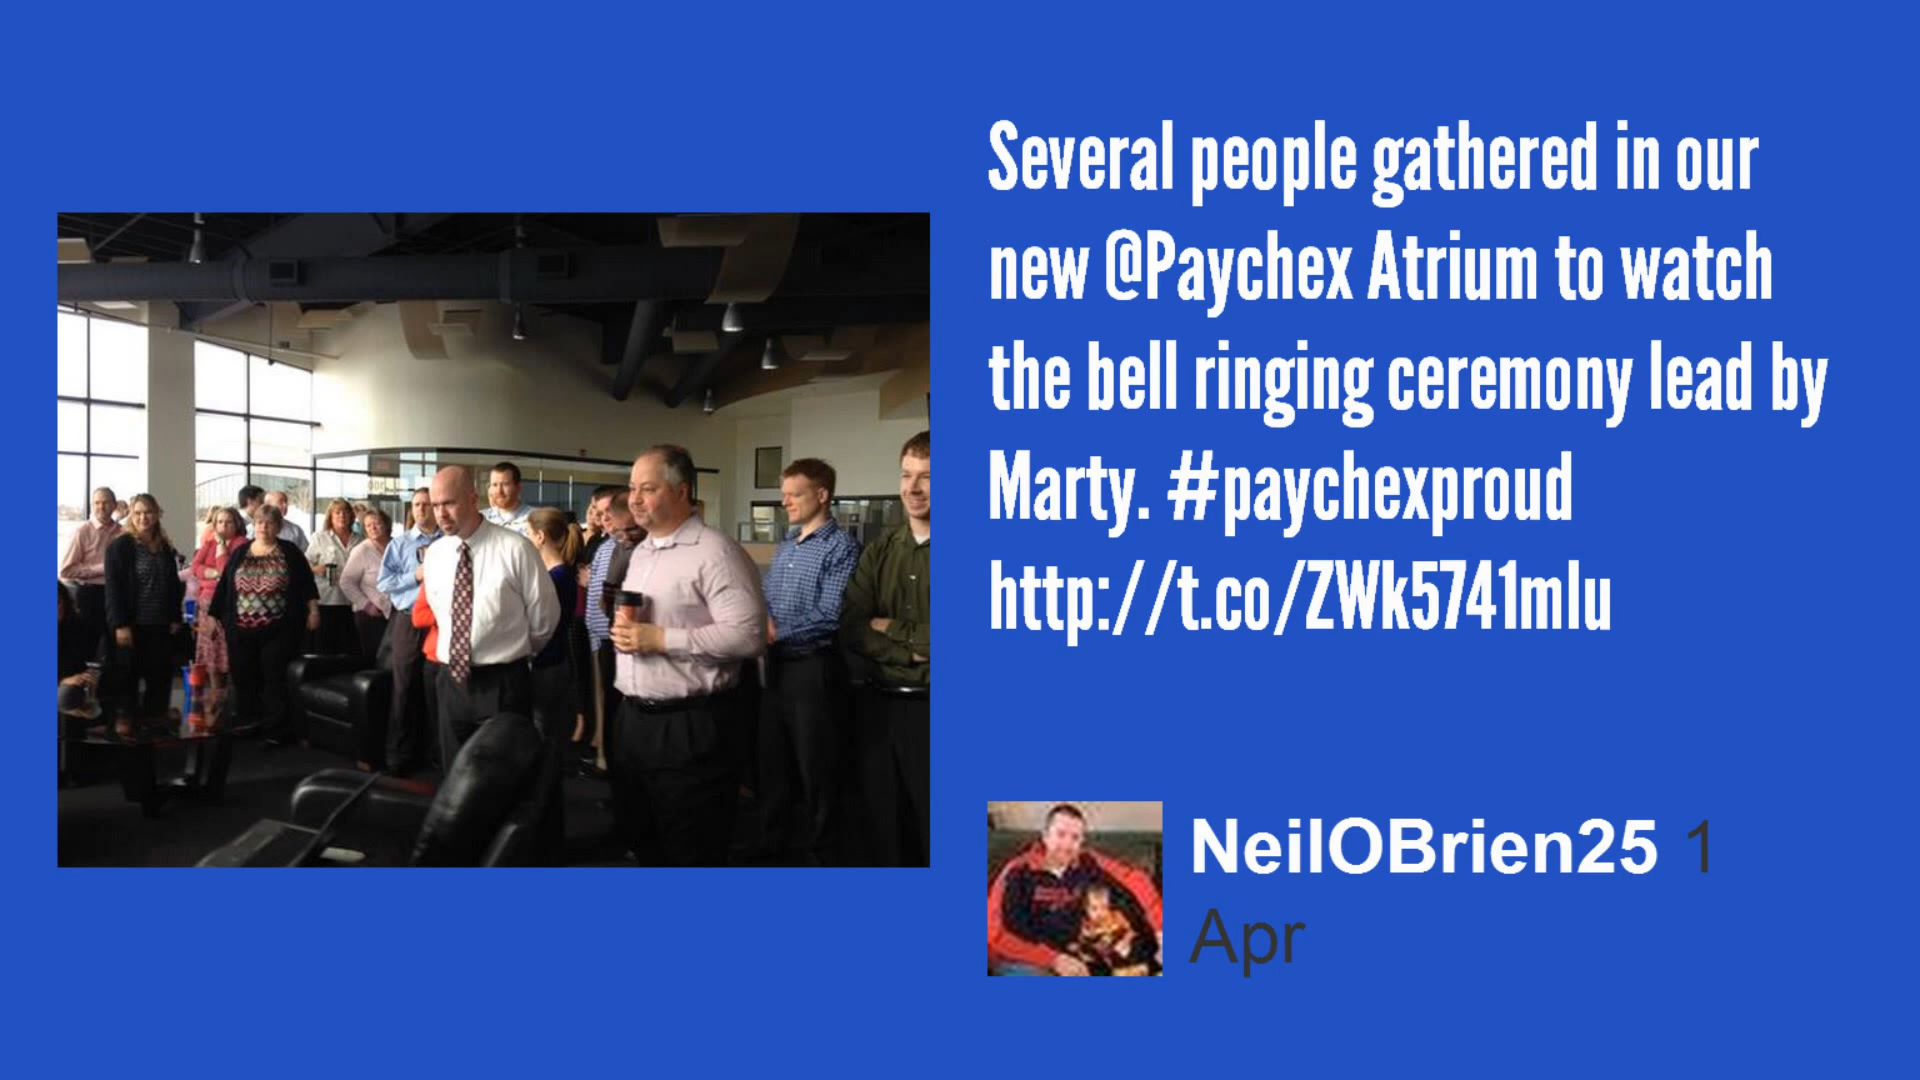 Several people gathered in our
new @Paychex Atrium to watch
the bell ringing ceremony lead by
Marty. #paychexproud
http://t.co/ZWk5741mlu
NeilOBrien25 1
Apr